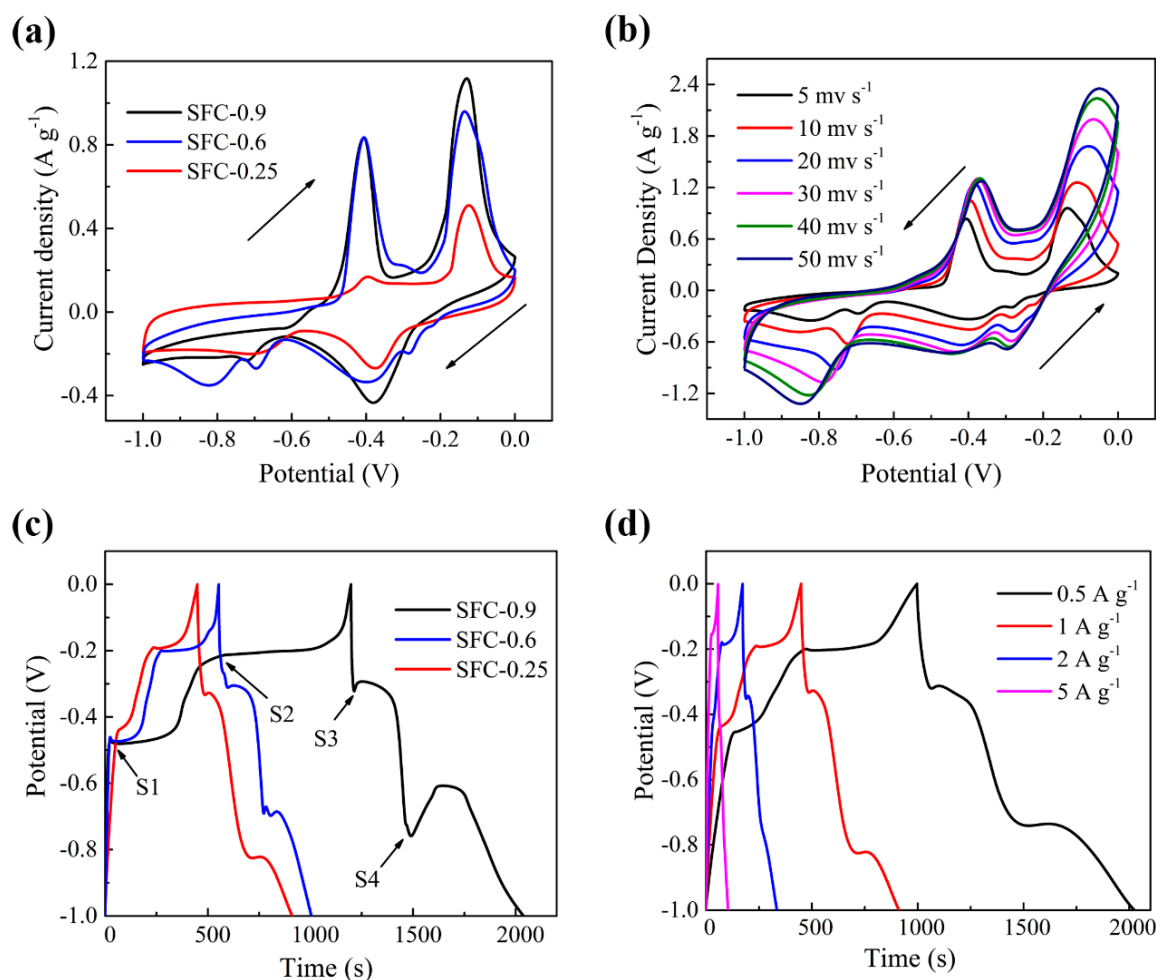 (a)
1.2
0.8
0.4
0.0
-0.4
Current density (A g⁻¹)
SFC-0.9
SFC-0.6
SFC-0.25
-1.0 -0.8 -0.6 -0.4 -0.2 0.0
Potential (V)
(b)
2.4
1.8
1.2
0.6
0.0
-0.6
-1.2
Current Density (A g⁻¹)
5 mv s⁻¹
10 mv s⁻¹
20 mv s⁻¹
30 mv s⁻¹
40 mv s⁻¹
50 mv s⁻¹
-1.0 -0.8 -0.6 -0.4 -0.2 0.0
Potential (V)
(c)
0.0
-0.2
-0.4
-0.6
-0.8
-1.0
Potential (V)
SFC-0.9
SFC-0.6
SFC-0.25
S1
S2
S3
S4
0 500 1000 1500 2000
Time (s)
(d)
0.0
-0.2
-0.4
-0.6
-0.8
-1.0
Potential (V)
0.5 A g⁻¹
1 A g⁻¹
2 A g⁻¹
5 A g⁻¹
0 500 1000 1500 2000
Time (s)